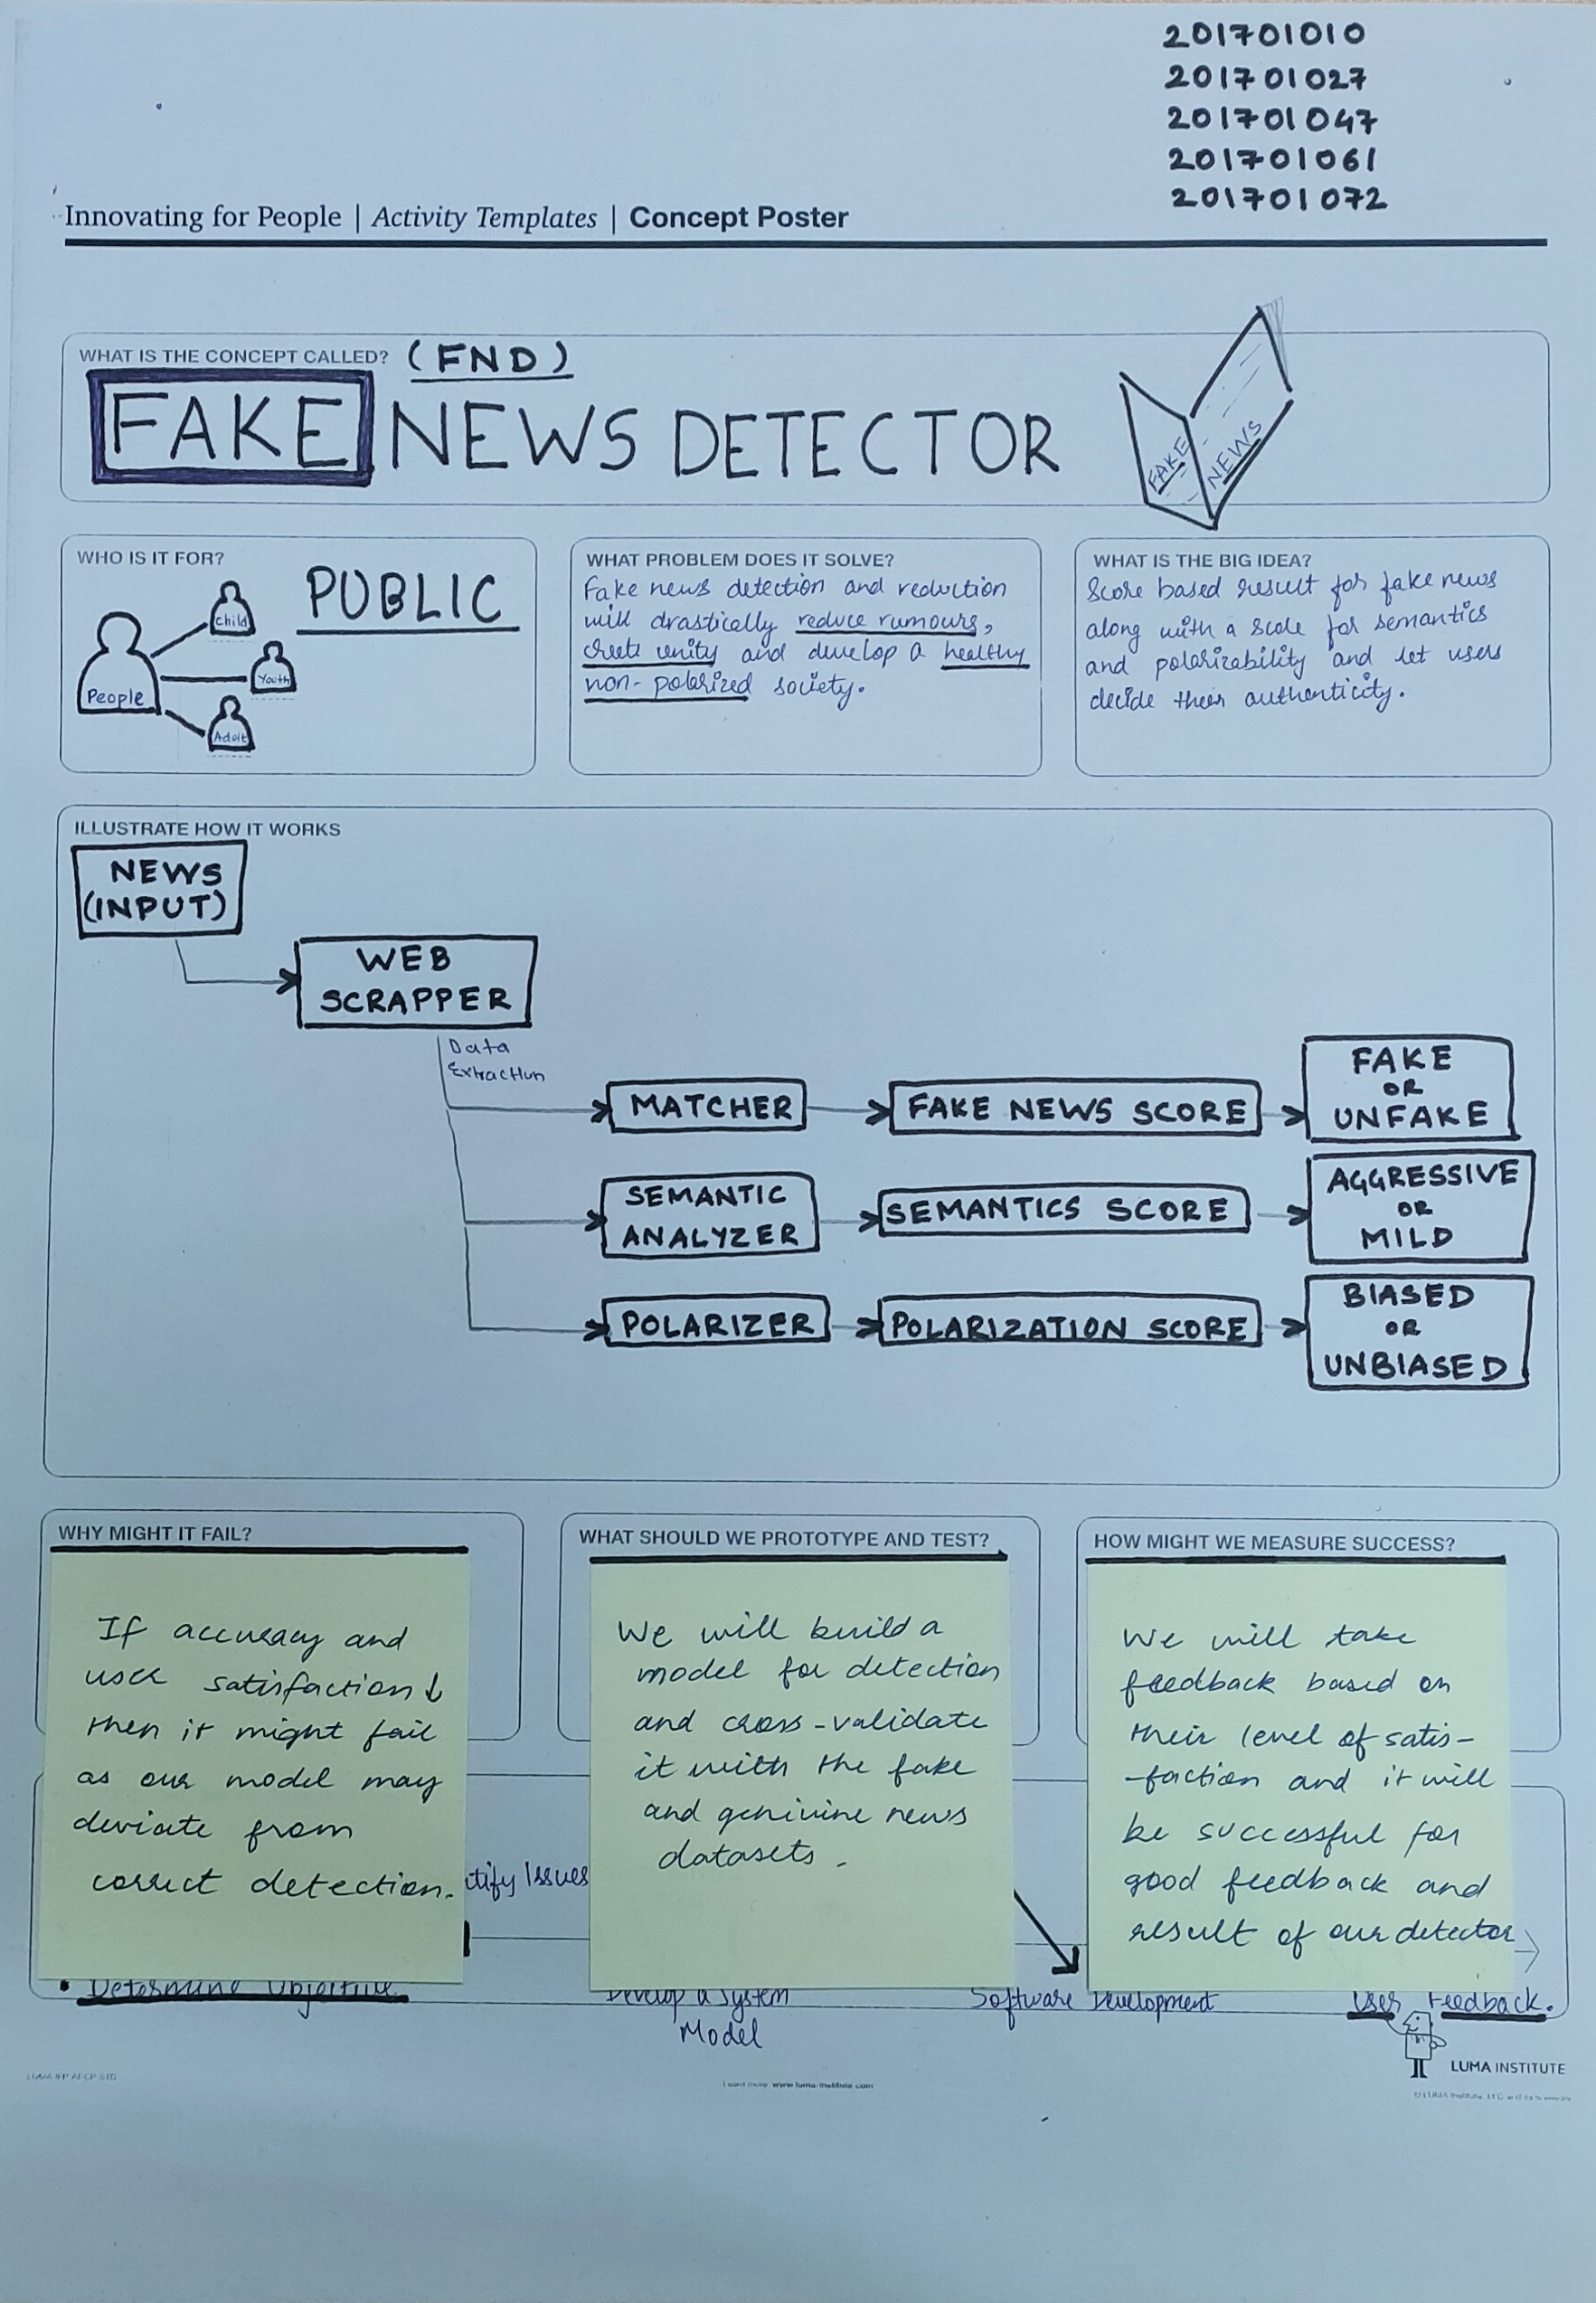 201701010
201701027
201701047
201701061
201701072
Innovating for People | Activity Templates | Concept Poster
WHAT IS THE CONCEPT CALLED? (FND)
FAKE NEWS DETECTOR
FAKE NEWS
WHO IS IT FOR?
PUBLIC
People
Child
Youth
Adult
WHAT PROBLEM DOES IT SOLVE?
Fake news detection and reduction
will drastically reduce rumours,
unity and develop a healthy
non-polarized society.
WHAT IS THE BIG IDEA?
Score based result for fake news
along with a scale for semantics
and polarizability and let users
decide their authenticity.
ILLUSTRATE HOW IT WORKS
NEWS
(INPUT)
WEB
SCRAPPER
Data
Extraction
MATCHER
FAKE NEWS SCORE
FAKE
OR
UNFAKE
SEMANTIC
ANALYZER
SEMANTICS SCORE
AGGRESSIVE
OR
MILD
POLARIZER
POLARIZATION SCORE
BIASED
OR
UNBIASED
WHY MIGHT IT FAIL?
If accuracy and
user satisfaction ↓
then it might fail
as our model may
deviate from
correct detection.
WHAT SHOULD WE PROTOTYPE AND TEST?
We will build a
model for detection
and cross-validate
it with the fake
and genivine news
datasets.
HOW MIGHT WE MEASURE SUCCESS?
We will take
feedback based on
their level of satis-
-faction and it will
be successful for
good feedback and
result of our detector
tify Issues
• Determine Objective
Develop a System
Model
Software Development
User Feedback.
LUMA INSTITUTE
www.luma-institute.com